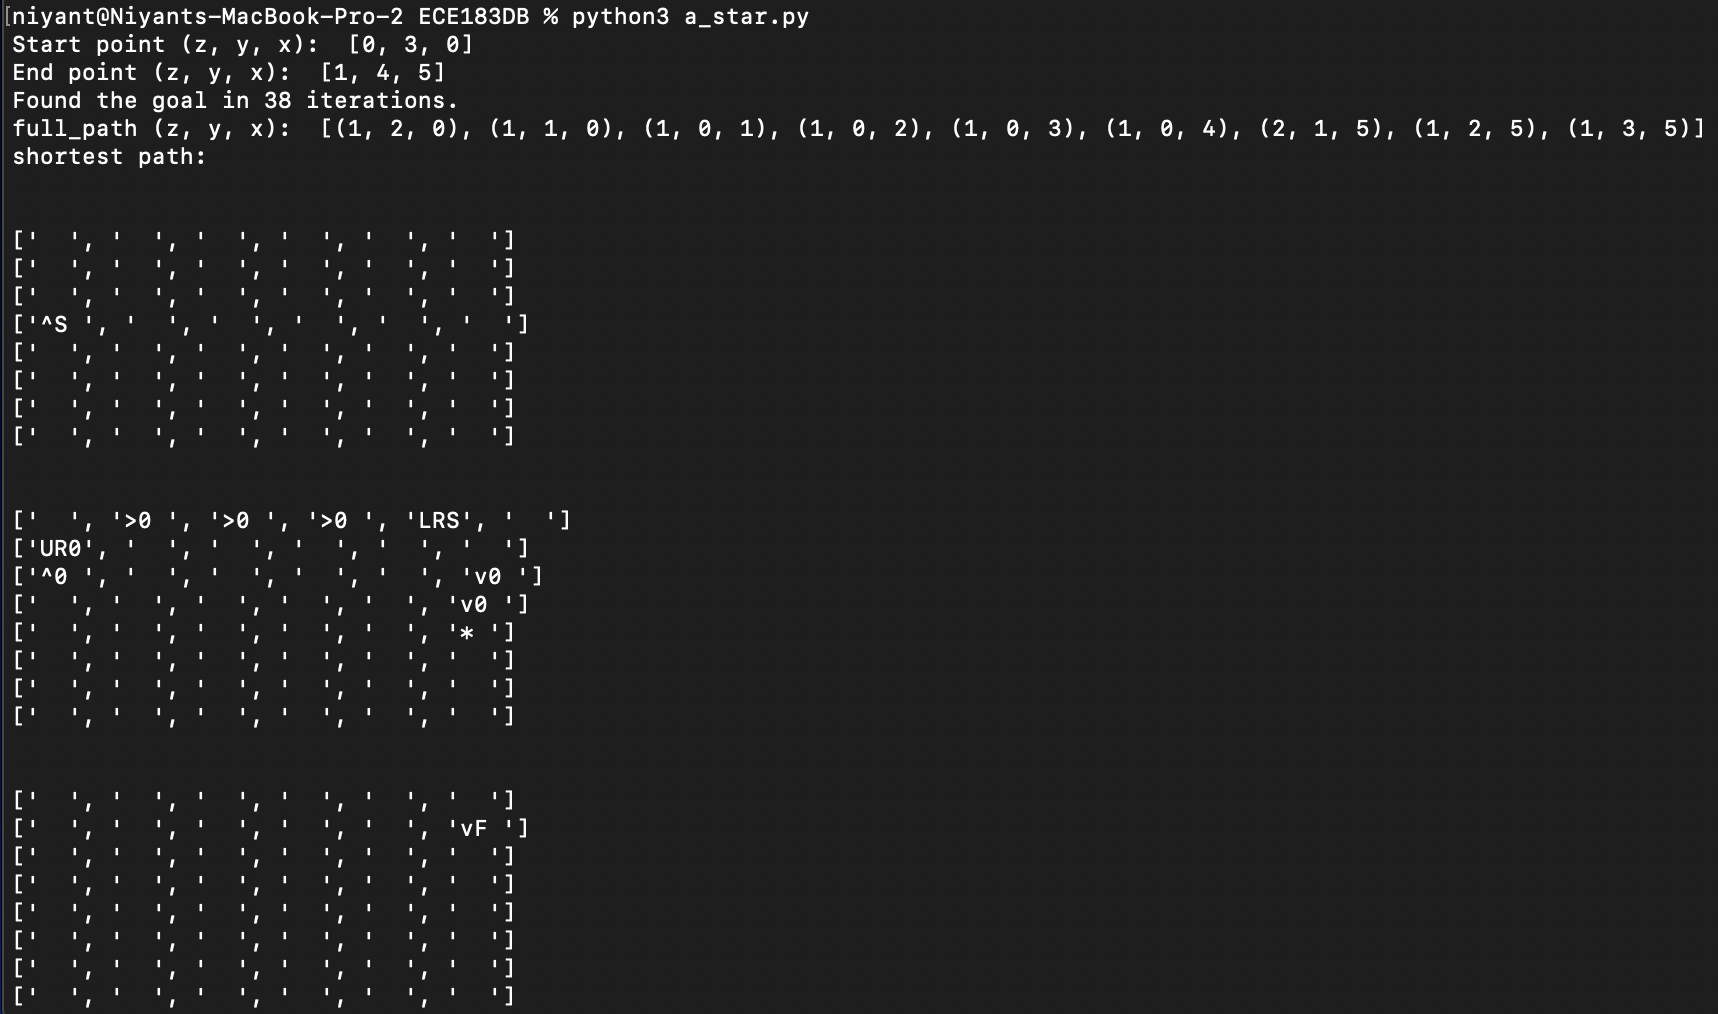 [niyant@Niyants-MacBook-Pro-2 ECE183DB % python3 a_star.py
Start point (z, y, x):  [0, 3, 0]
End point (z, y, x):  [1, 4, 5]
Found the goal in 38 iterations.
full_path (z, y, x):  [(1, 2, 0), (1, 1, 0), (1, 0, 1), (1, 0, 2), (1, 0, 3), (1, 0, 4), (2, 1, 5), (1, 2, 5), (1, 3, 5)]
shortest path:
['  ', '  ', '  ', '  ', '  ', '  ']
['  ', '  ', '  ', '  ', '  ', '  ']
['  ', '  ', '  ', '  ', '  ', '  ']
['^S ', '  ', '  ', '  ', '  ', '  ']
['  ', '  ', '  ', '  ', '  ', '  ']
['  ', '  ', '  ', '  ', '  ', '  ']
['  ', '  ', '  ', '  ', '  ', '  ']
['  ', '  ', '  ', '  ', '  ', '  ']
['  ', '>0 ', '>0 ', '>0 ', 'LRS', '  ']
['UR0', '  ', '  ', '  ', '  ', '  ']
['^0 ', '  ', '  ', '  ', '  ', 'v0 ']
['  ', '  ', '  ', '  ', '  ', 'v0 ']
['  ', '  ', '  ', '  ', '  ', '* ']
['  ', '  ', '  ', '  ', '  ', '  ']
['  ', '  ', '  ', '  ', '  ', '  ']
['  ', '  ', '  ', '  ', '  ', '  ']
['  ', '  ', '  ', '  ', '  ', '  ']
['  ', '  ', '  ', '  ', '  ', 'vF ']
['  ', '  ', '  ', '  ', '  ', '  ']
['  ', '  ', '  ', '  ', '  ', '  ']
['  ', '  ', '  ', '  ', '  ', '  ']
['  ', '  ', '  ', '  ', '  ', '  ']
['  ', '  ', '  ', '  ', '  ', '  ']
['  ', '  ', '  ', '  ', '  ', '  ']